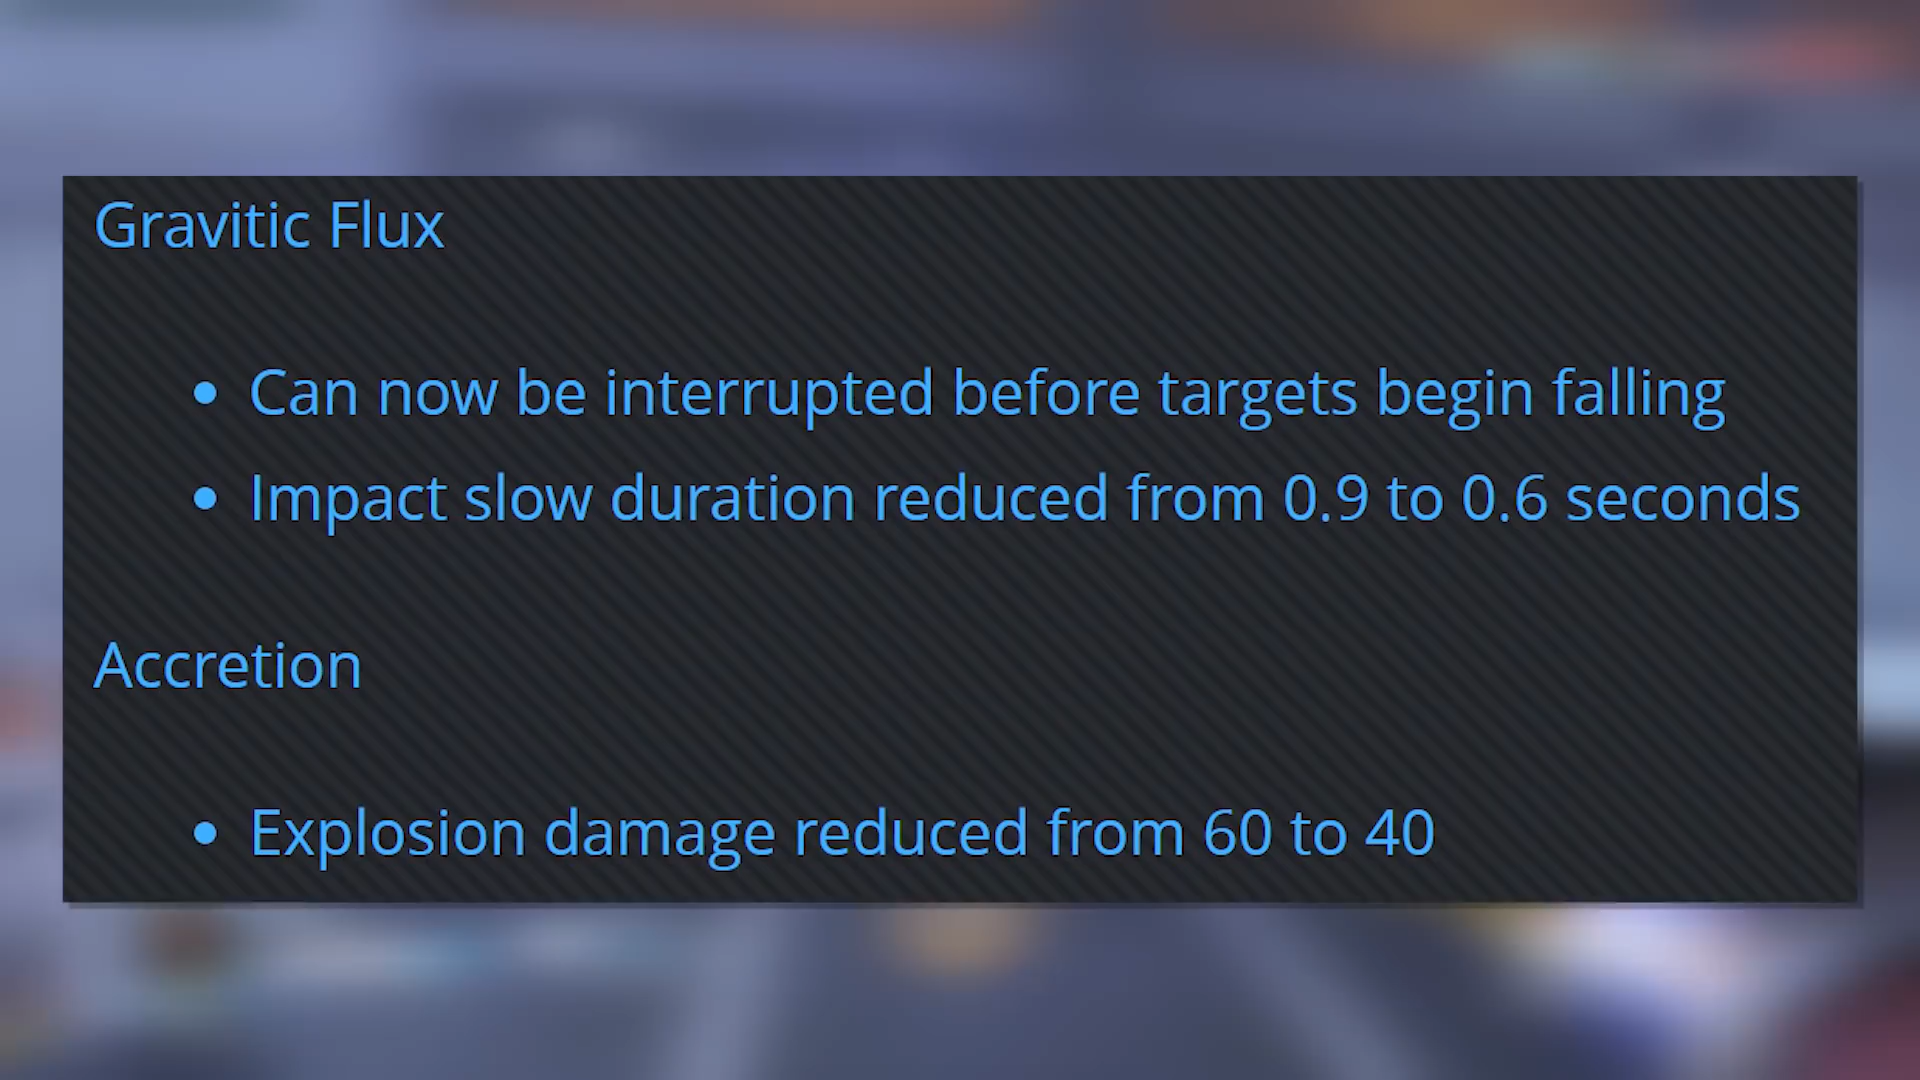 Gravitic Flux
• Can now be interrupted before targets begin falling
• Impact slow duration reduced from 0.9 to 0.6 seconds
Accretion
• Explosion damage reduced from 60 to 40